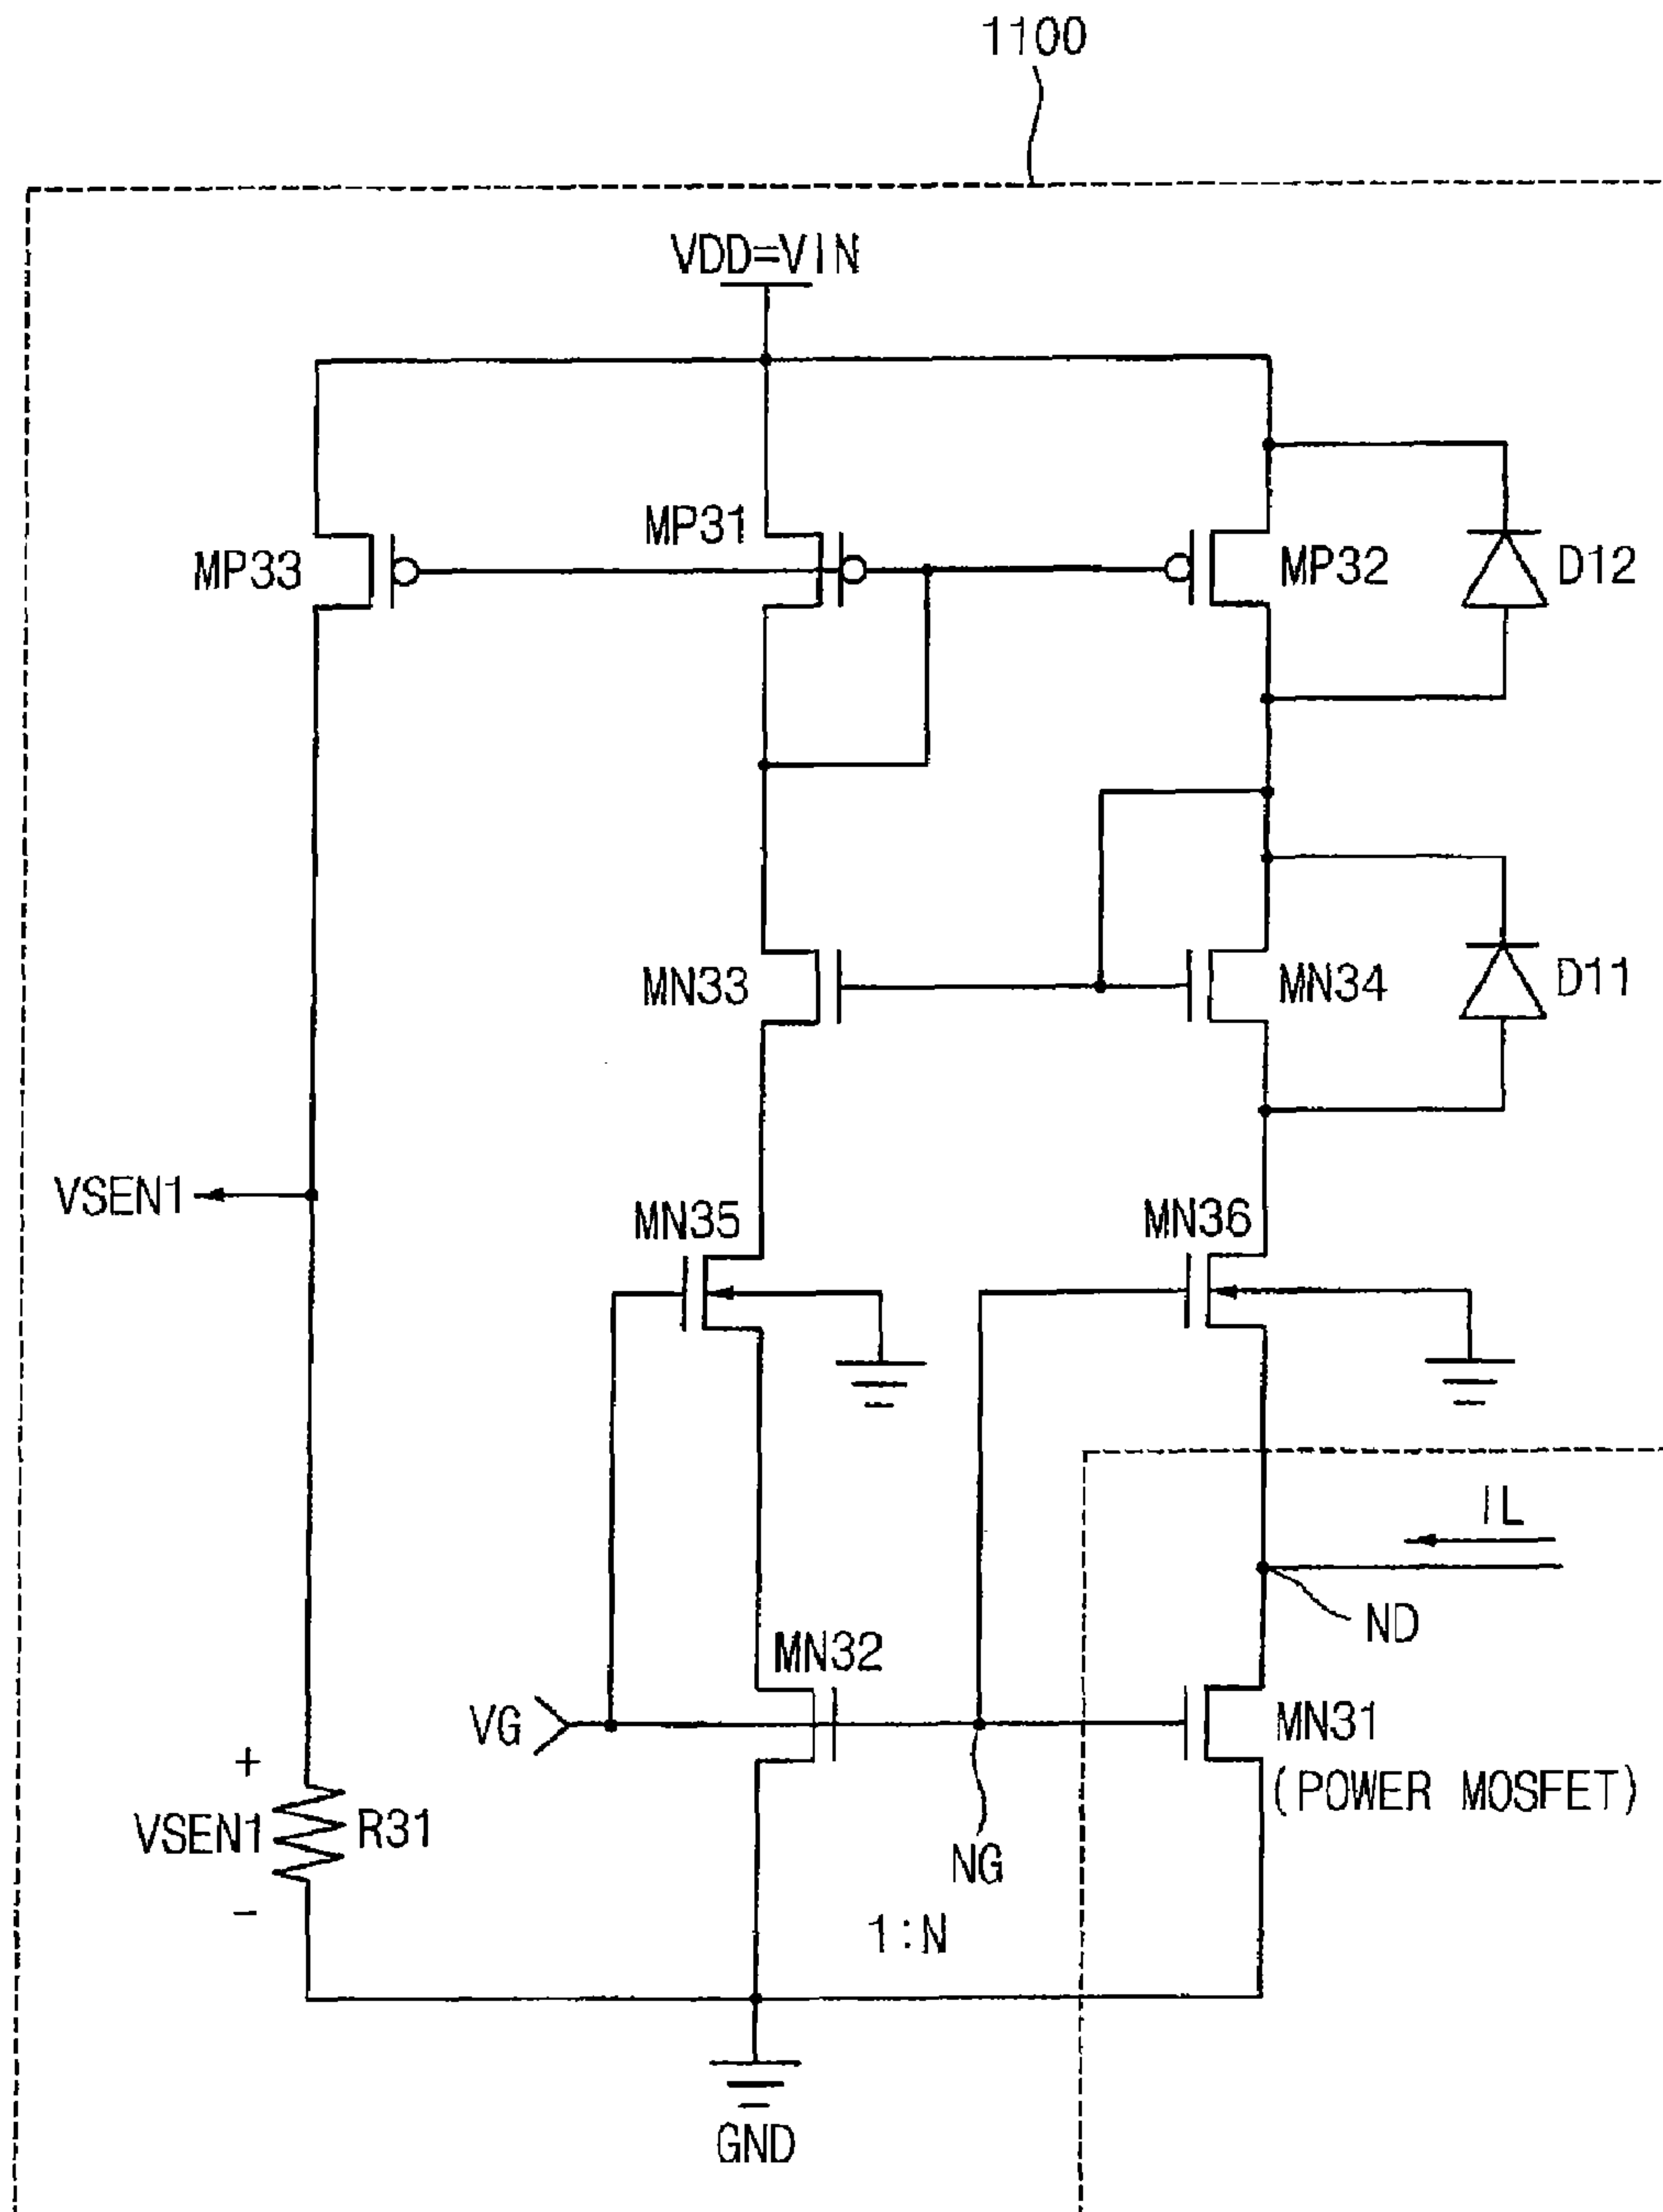 1100
VDD=VIN
MP33
MP31
MP32
D12
MN33
MN34
D11
VSEN1
MN35
MN36
IL
ND
MN32
VG
MN31
(POWER MOSFET)
+
VSEN1
R31
-
NG
1:N
GND